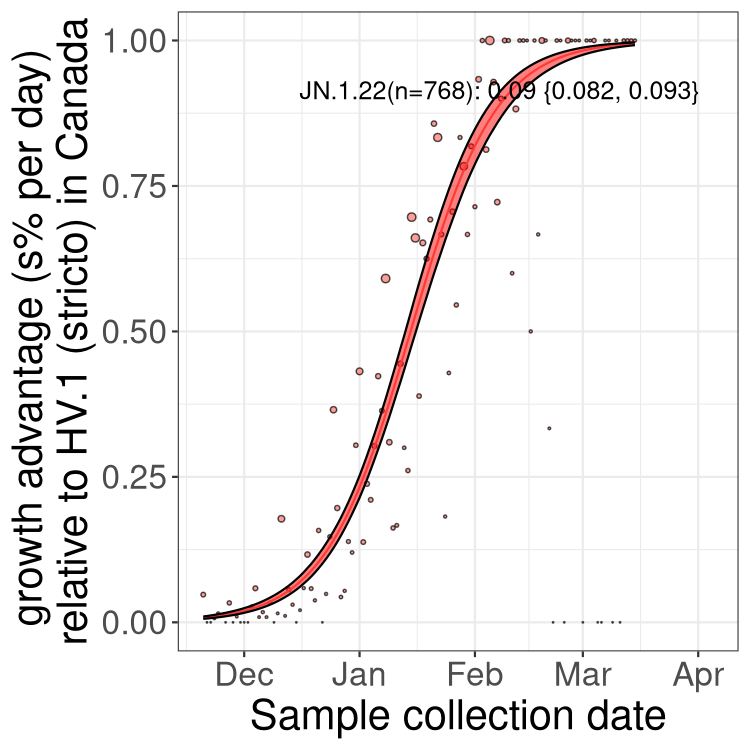 growth advantage (s% per day)
relative to HV.1 (stricto) in Canada
1.00
0.75
0.50
0.25
0.00
JN.1.22(n=768): 0.09 {0.082, 0.093}
Dec Jan Feb Mar Apr
Sample collection date